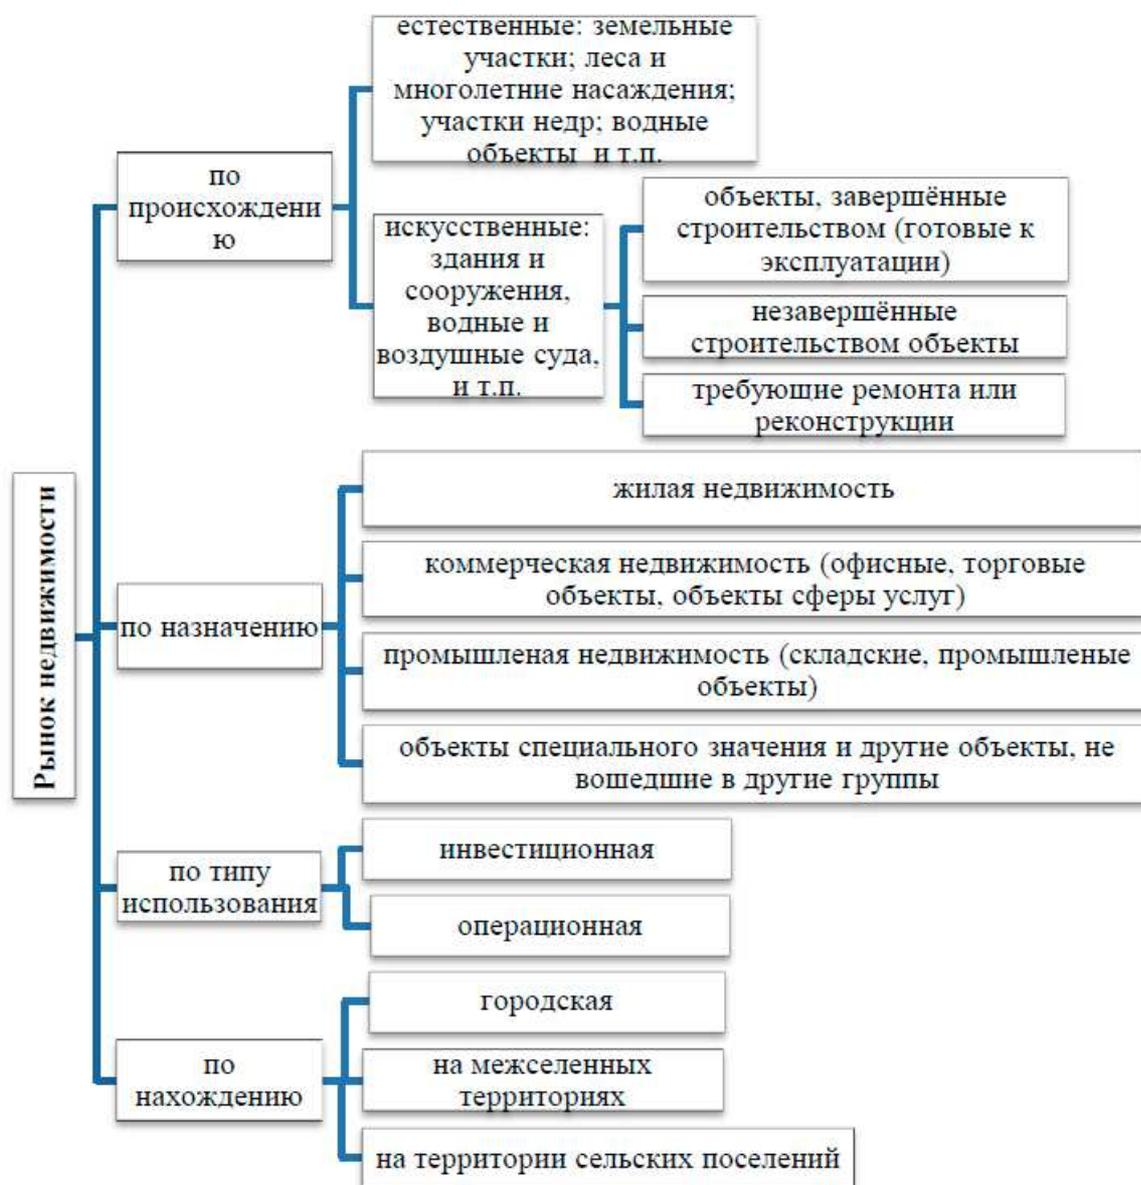 Рынок недвижимости
по
происхождени
ю
естественные: земельные
участки; леса и
многолетние насаждения;
участки недр; водные
объекты и т.п.
искусственные:
здания и
сооружения,
водные и
воздушные суда,
и т.п.
объекты, завершённые
строительством (готовые к
эксплуатации)
незавершённые
строительством объекты
требующие ремонта или
реконструкции
по назначению
жилая недвижимость
коммерческая недвижимость (офисные, торговые
объекты, объекты сферы услуг)
промышленая недвижимость (складские, промышленые
объекты)
объекты специального значения и другие объекты, не
вошедшие в другие группы
по типу
использования
инвестиционная
операционная
по
нахождению
городская
на межселенных
территориях
на территории сельских поселений